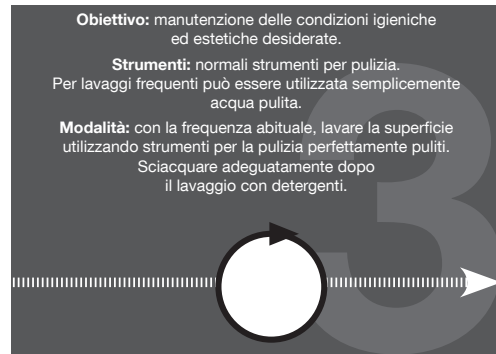 Obiettivo: manutenzione delle condizioni igieniche
ed estetiche desiderate.
Strumenti: normali strumenti per pulizia.
Per lavaggi frequenti può essere utilizzata semplicemente
acqua pulita.
Modalità: con la frequenza abituale, lavare la superficie
utilizzando strumenti per la pulizia perfettamente puliti.
Sciacquare adeguatamente dopo
il lavaggio con detergenti.
3